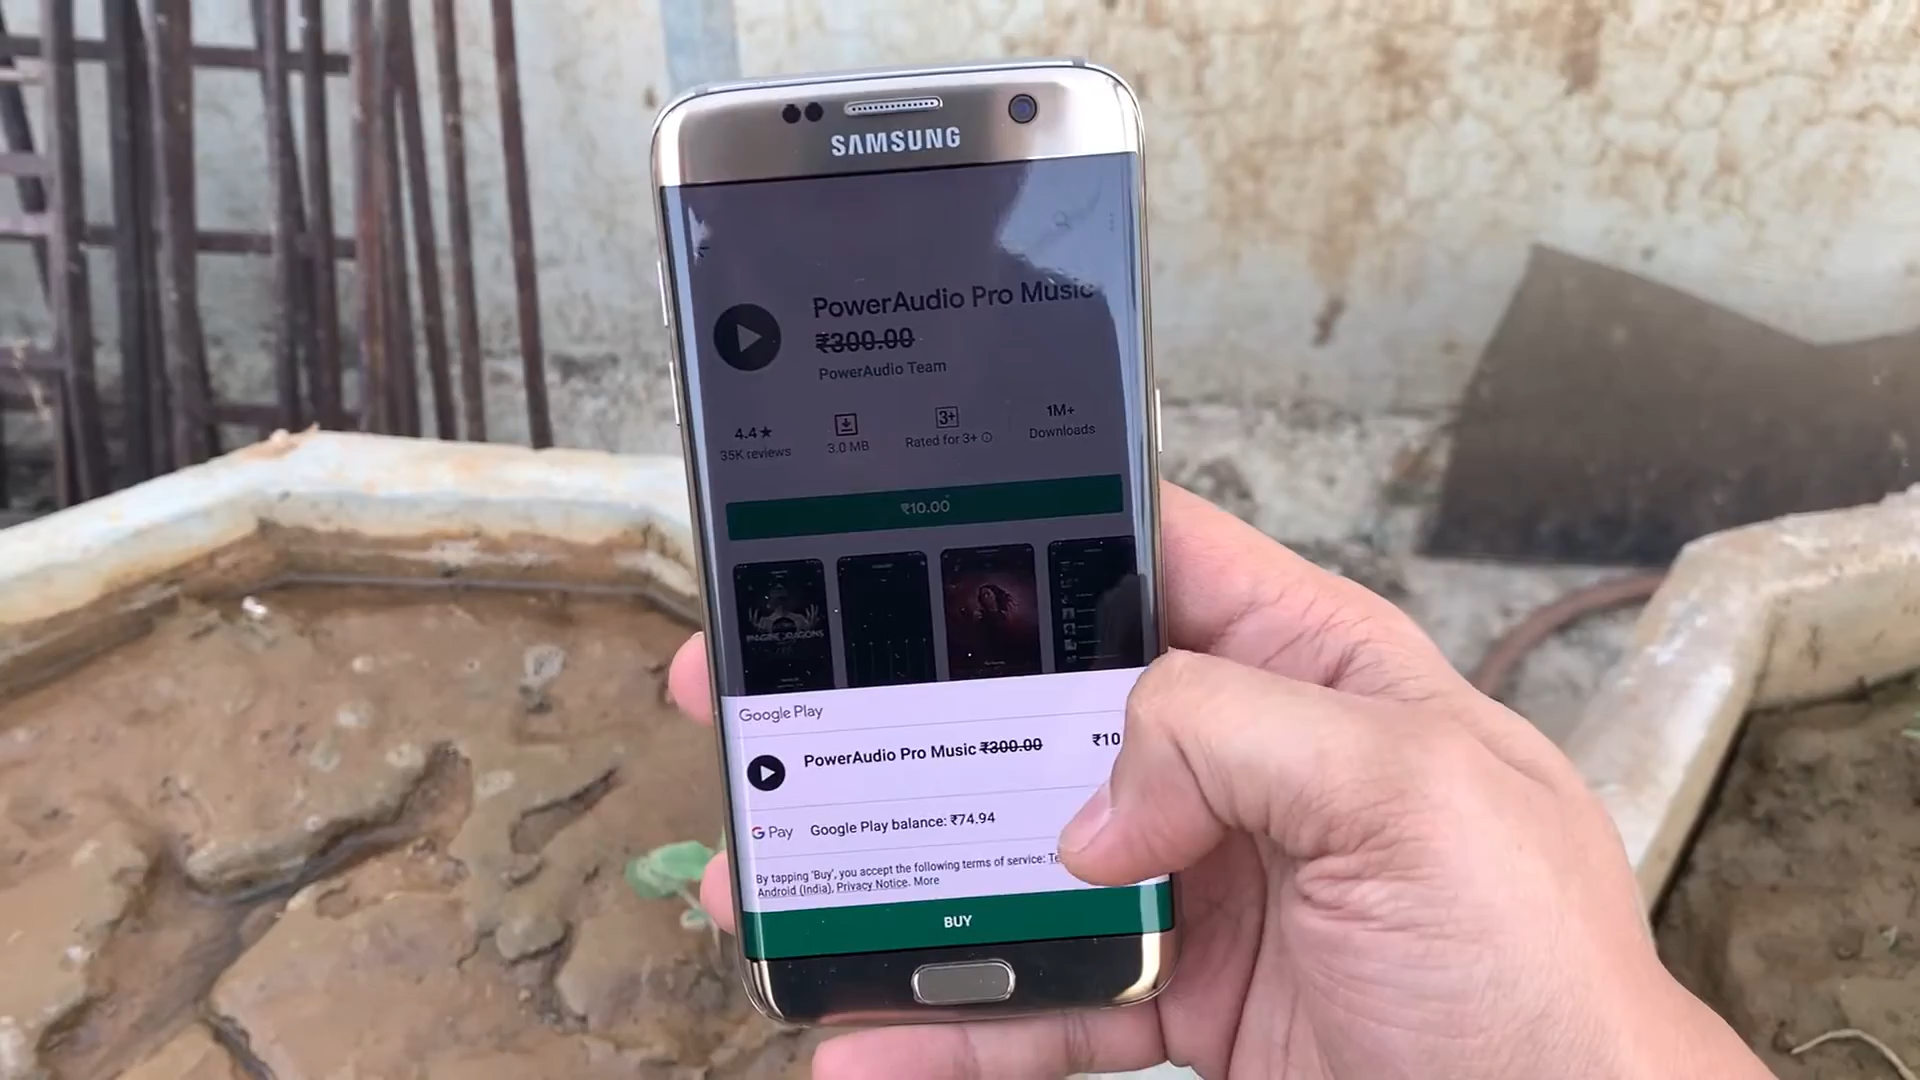 SAMSUNG
PowerAudio Pro Music
₹300.00
PowerAudio Team
4.4★
35K reviews
3.0 MB
3+
Rated for 3+
1M+
Downloads
₹10.00
IMAGINE DRAGONS
Google Play
PowerAudio Pro Music ₹300.00 ₹10
G Pay Google Play balance: ₹74.94
By tapping 'Buy', you accept the following terms of service:
Android (India), Privacy Notice. More
BUY